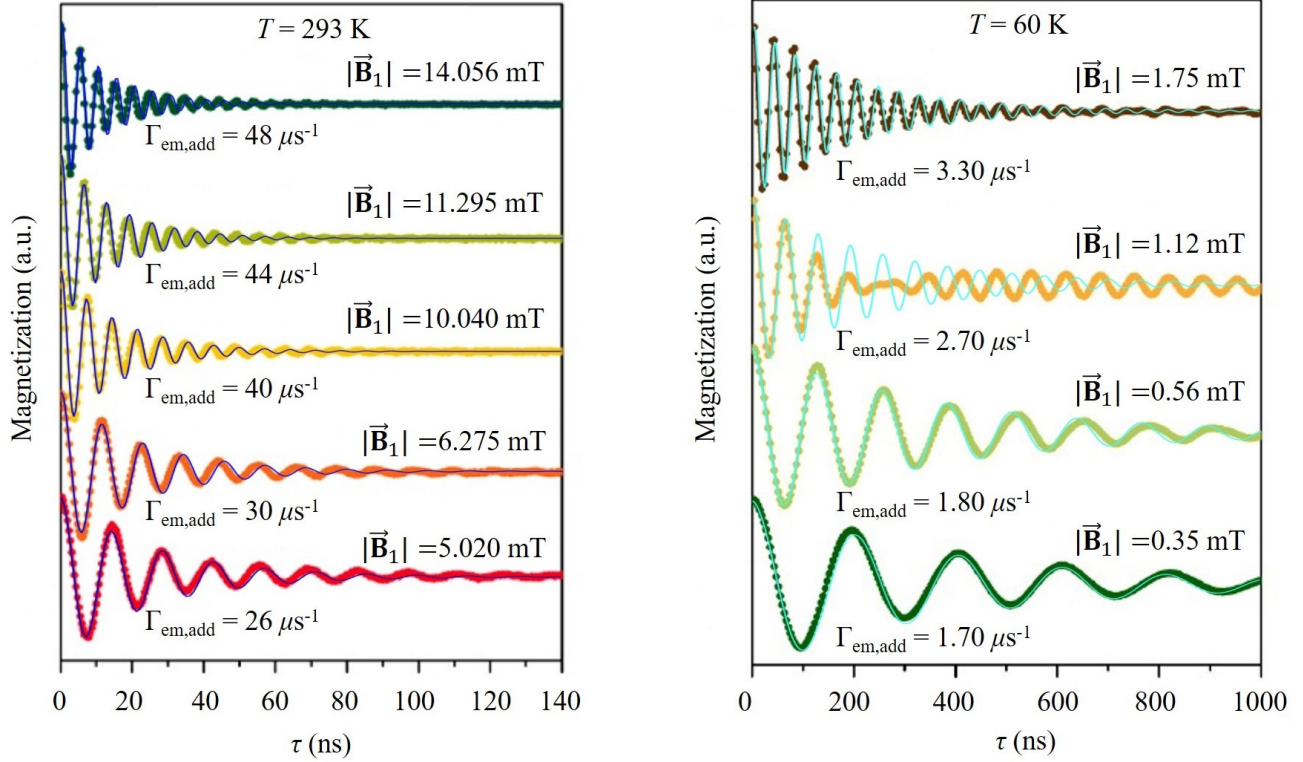 T = 293 K
|B⃗₁| =14.056 mT
Γem,add = 48 μs⁻¹
|B⃗₁| =11.295 mT
Γem,add = 44 μs⁻¹
|B⃗₁| =10.040 mT
Γem,add = 40 μs⁻¹
|B⃗₁| =6.275 mT
Γem,add = 30 μs⁻¹
|B⃗₁| =5.020 mT
Γem,add = 26 μs⁻¹
Magnetization (a.u.)
0 20 40 60 80 100 120 140
τ (ns)
T = 60 K
|B⃗₁| =1.75 mT
Γem,add = 3.30 μs⁻¹
|B⃗₁| =1.12 mT
Γem,add = 2.70 μs⁻¹
|B⃗₁| =0.56 mT
Γem,add = 1.80 μs⁻¹
|B⃗₁| =0.35 mT
Γem,add = 1.70 μs⁻¹
Magnetization (a.u.)
0 200 400 600 800 1000
τ (ns)